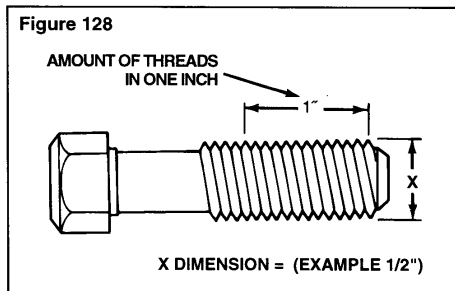 Figure 128
AMOUNT OF THREADS
IN ONE INCH
1"
X
X DIMENSION = (EXAMPLE 1/2")